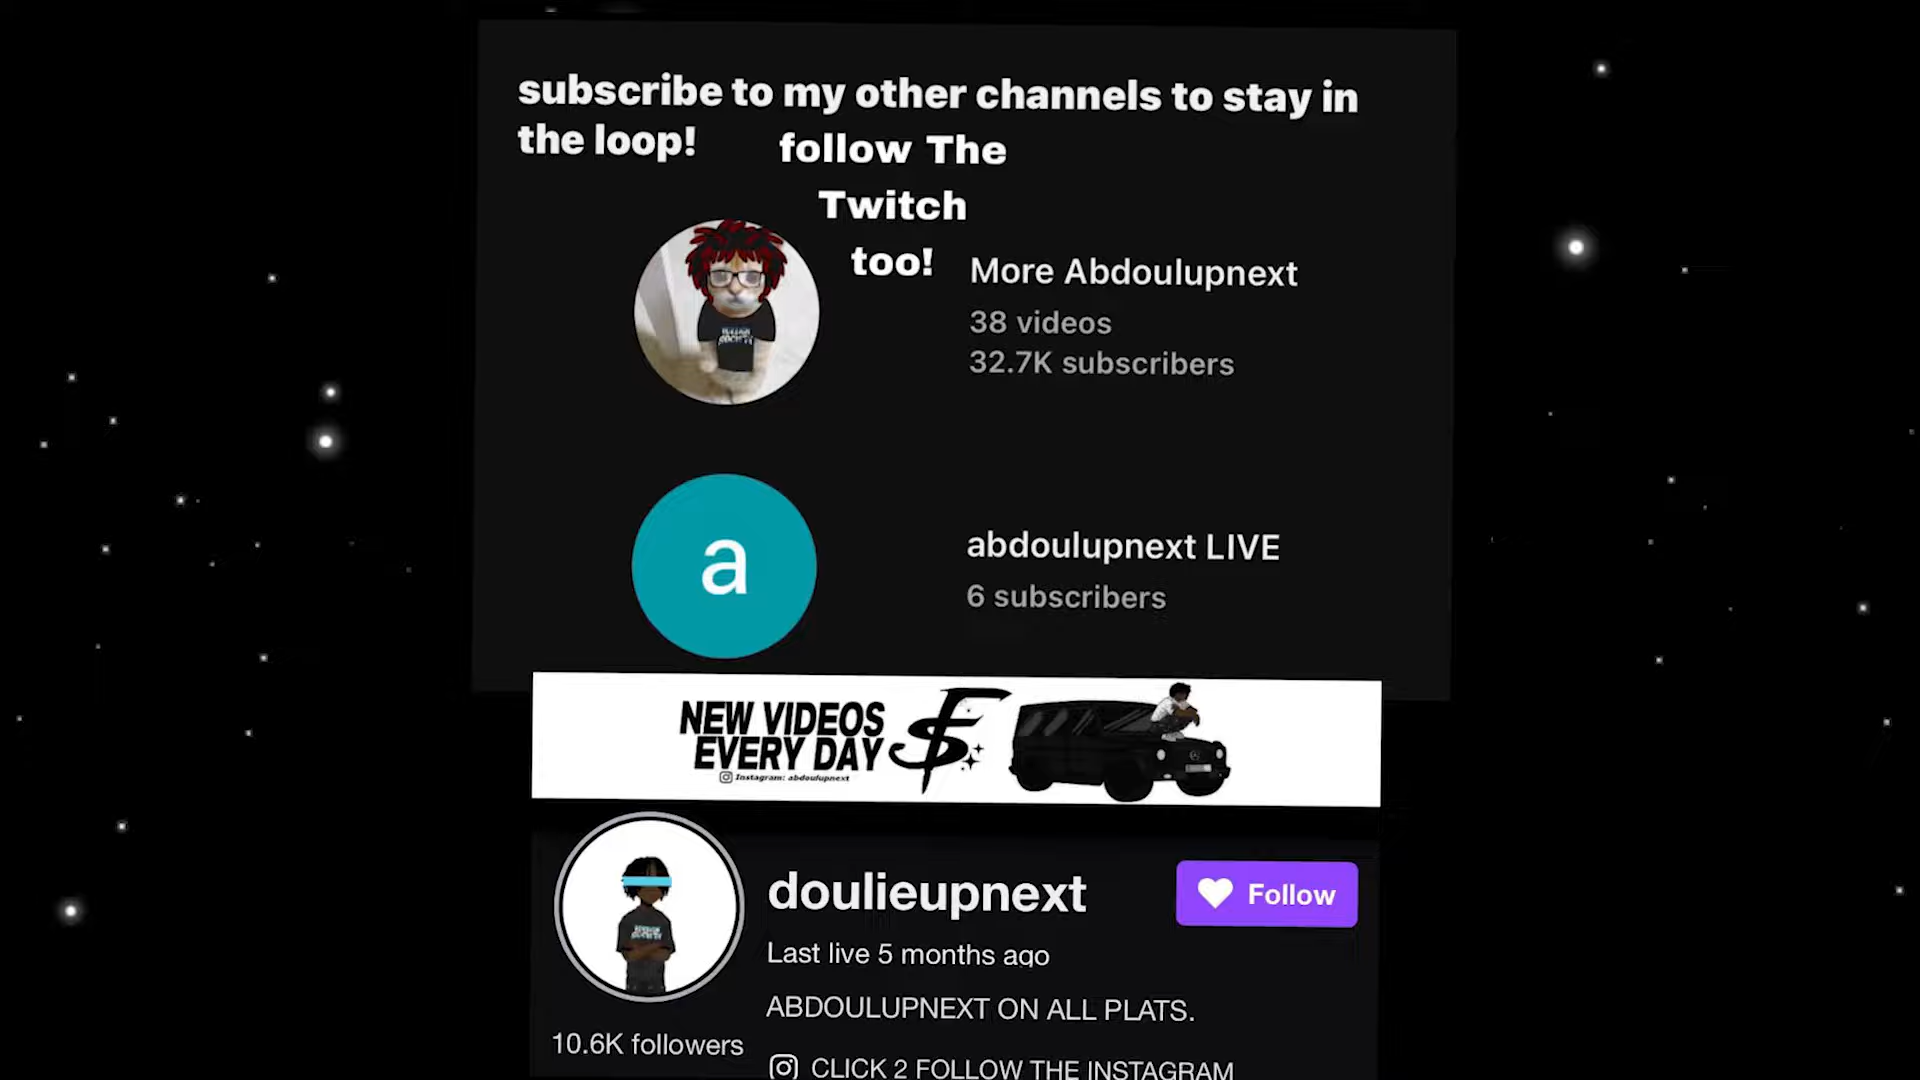 subscribe to my other channels to stay in
the loop!
follow The
Twitch
too!
More Abdoulupnext
38 videos
32.7K subscribers
a
abdoulupnext LIVE
6 subscribers
NEW VIDEOS
EVERY DAY
Instagram: abdoulupnext
doulieupnext
Follow
Last live 5 months ago
ABDOULUPNEXT ON ALL PLATS.
10.6K followers
CLICK 2 FOLLOW THE INSTAGRAM